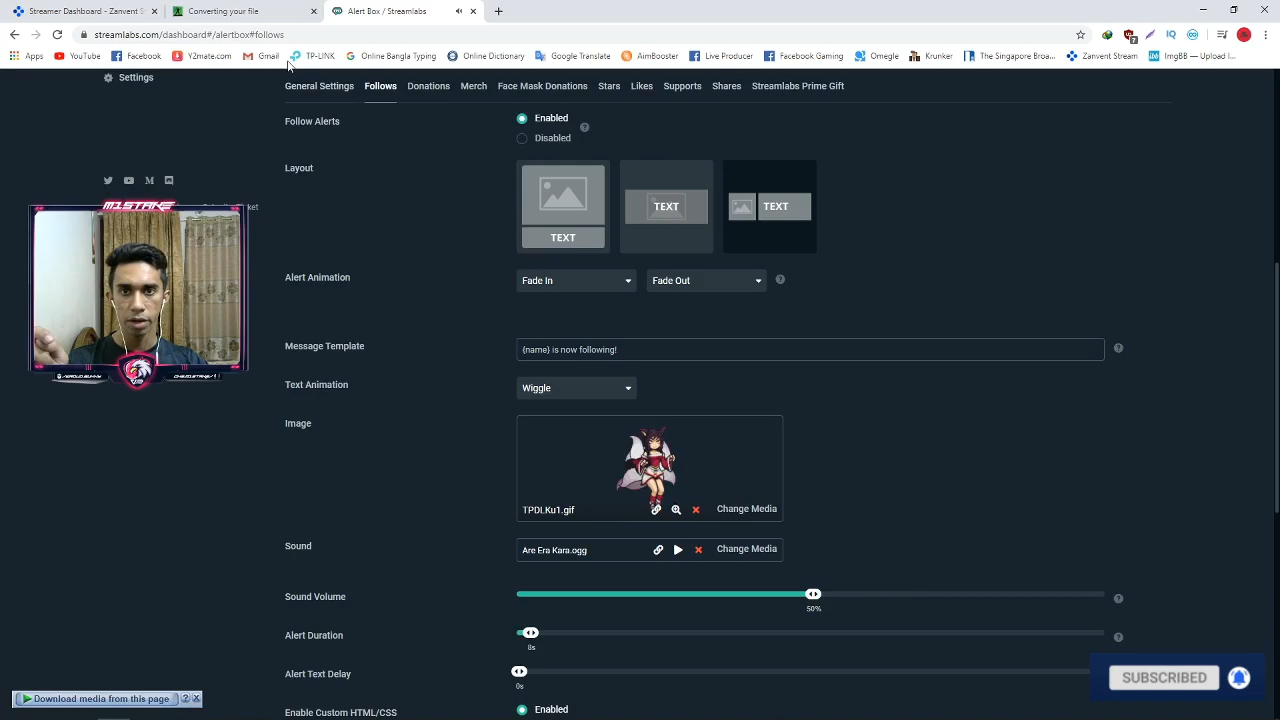 Streamer Dashboard - Zanvent S
Converting your file
Alert Box / Streamlabs
streamlabs.com/dashboard#/alertbox#follows
Apps
YouTube
Facebook
Y2mate.com
Gmail
TP-LINK
Online Bangla Typing
Online Dictionary
Google Translate
AimBooster
Live Producer
Facebook Gaming
Omegle
Krunker
The Singapore Broa...
Zanvent Stream
ImgBB — Upload I...
Settings
General Settings
Follows
Donations
Merch
Face Mask Donations
Stars
Likes
Supports
Shares
Streamlabs Prime Gift
Follow Alerts
Enabled
Disabled
Layout
TEXT
TEXT
TEXT
M1STAKE
Alert Animation
Fade In
Fade Out
Message Template
{name} is now following!
Text Animation
Wiggle
Image
TPDLKu1.gif
Change Media
Sound
Are Era Kara.ogg
Change Media
Sound Volume
50%
Alert Duration
8s
Alert Text Delay
0s
Enable Custom HTML/CSS
Enabled
Download media from this page
SUBSCRIBED